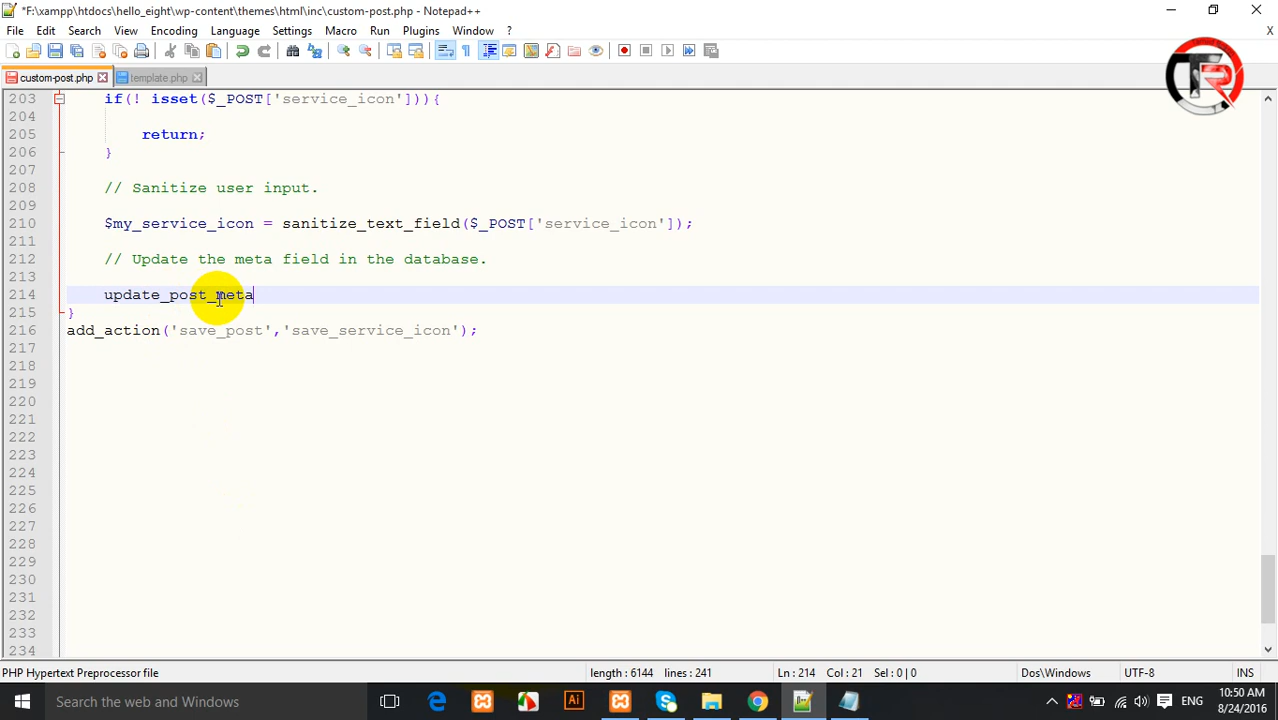 *F:\xampp\htdocs\hello_eight\wp-content\themes\html\inc\custom-post.php - Notepad++
File Edit Search View Encoding Language Settings Macro Run Plugins Window ? X
custom-post.php template.php
203 if(! isset($_POST['service_icon'])){
204
205 return;
206 }
207
208 // Sanitize user input.
209
210 $my_service_icon = sanitize_text_field($_POST['service_icon']);
211
212 // Update the meta field in the database.
213
214 update_post_meta
215 }
216 add_action('save_post','save_service_icon');
217
218
219
220
221
222
223
224
225
226
227
228
229
230
231
232
233
234
PHP Hypertext Preprocessor file length : 6144 lines : 241 Ln : 214 Col : 21 Sel : 0 | 0 Dos\Windows UTF-8 INS
Search the web and Windows
ENG
10:50 AM
8/24/2016